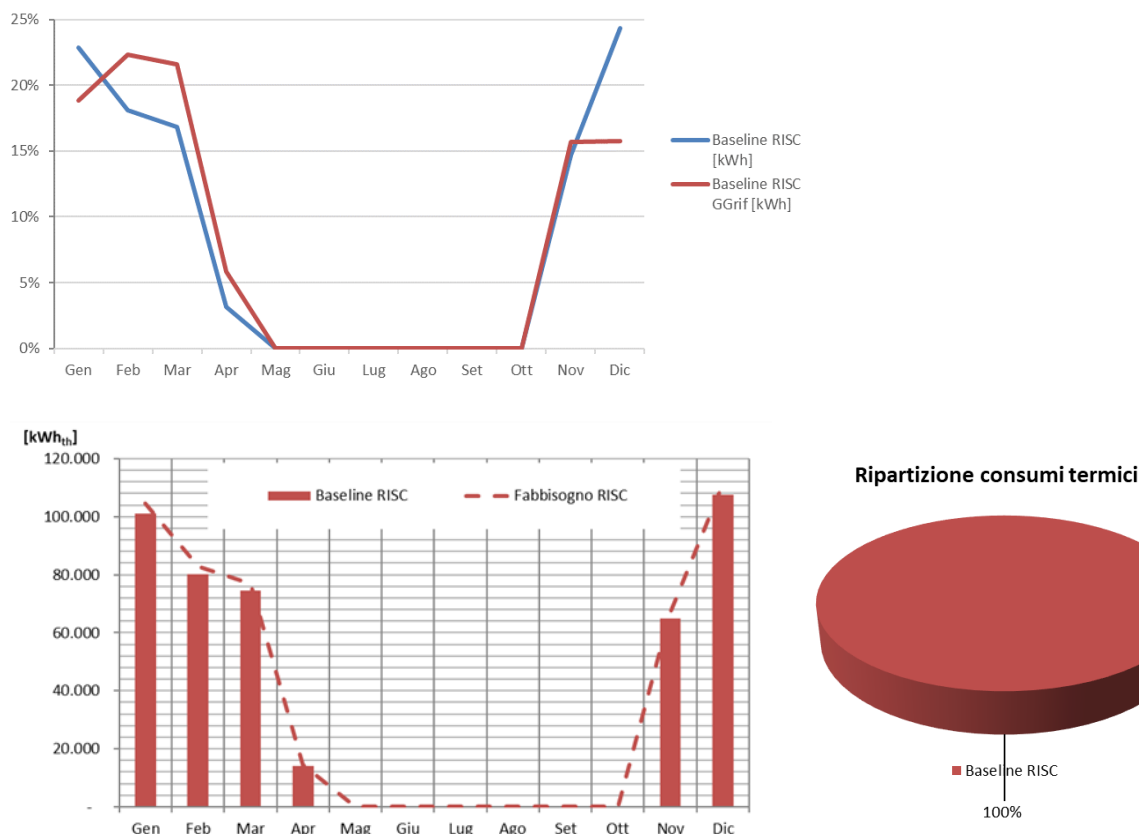 25%
20%
15%
10%
5%
0%
Gen Feb Mar Apr Mag Giu Lug Ago Set Ott Nov Dic
Baseline RISC
[kWh]
Baseline RISC
GGrif [kWh]
[kWhth]
120.000
100.000
80.000
60.000
40.000
20.000
-
Baseline RISC Fabbisogno RISC
Gen Feb Mar Apr Mag Giu Lug Ago Set Ott Nov Dic
Ripartizione consumi termici
Baseline RISC
100%